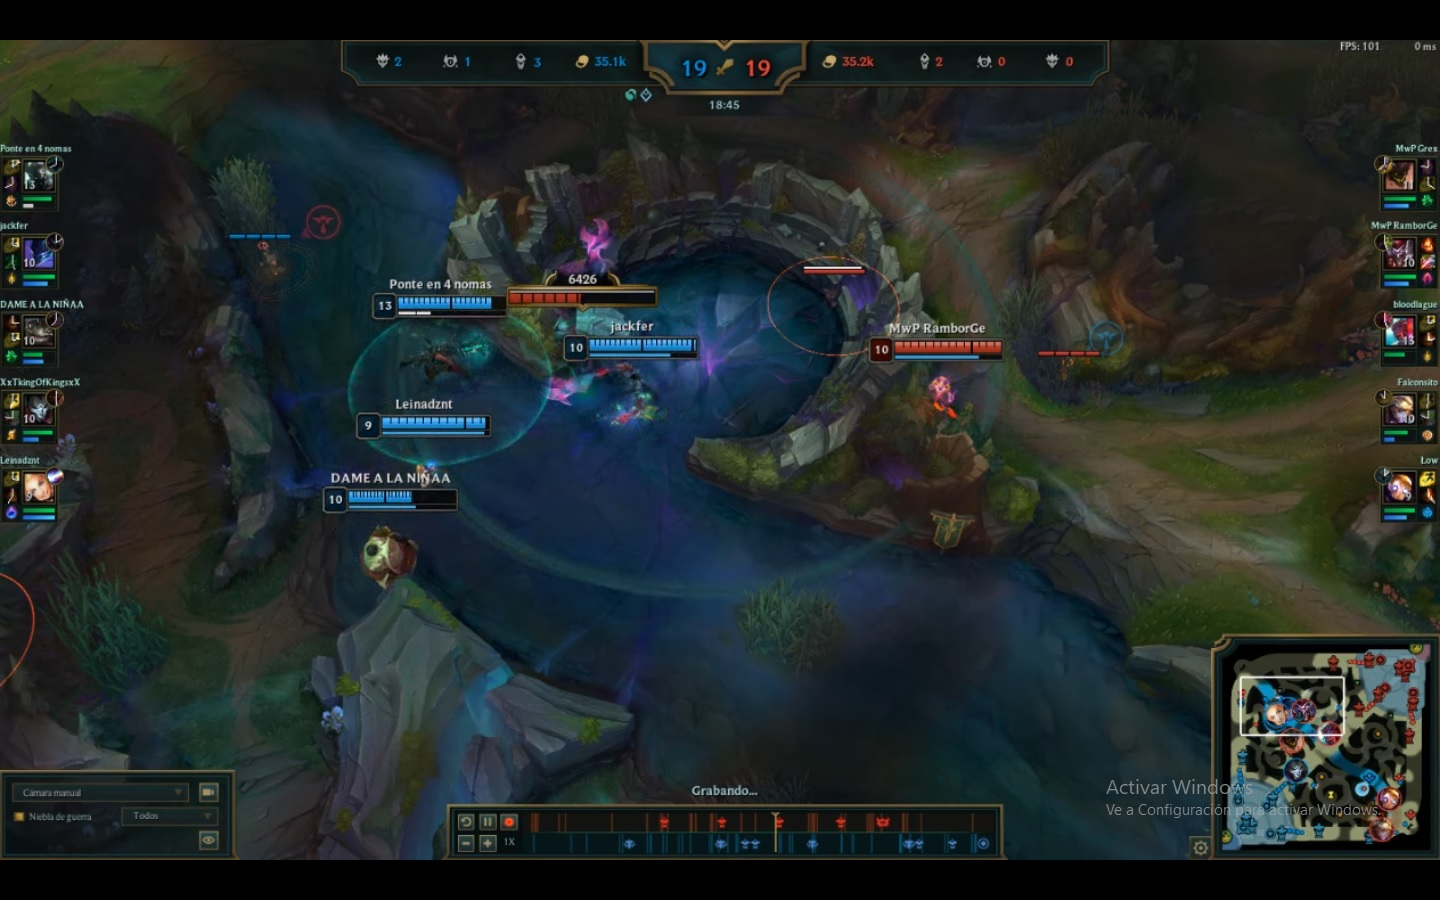 FPS: 101 0 ms
2 1 3 35.1k 19 19 35.2k 2 0 0
18:45
Ponte en 4 nomas
13
jackfer
10
DAME A LA NIÑAA
10
XxTkingOfKingsxX
10
Leinadznt
MwP Grex
MwP RamborGe
10
bloodlague
13
Falconsito
Low
6426
Ponte en 4 nomas
13
jackfer
10
MwP RamborGe
10
Leinadznt
9
DAME A LA NIÑAA
10
Activar Windows
Ve a Configuración para activar Windows.
Grabando...
Cámara manual
Niebla de guerra
Todos
1X